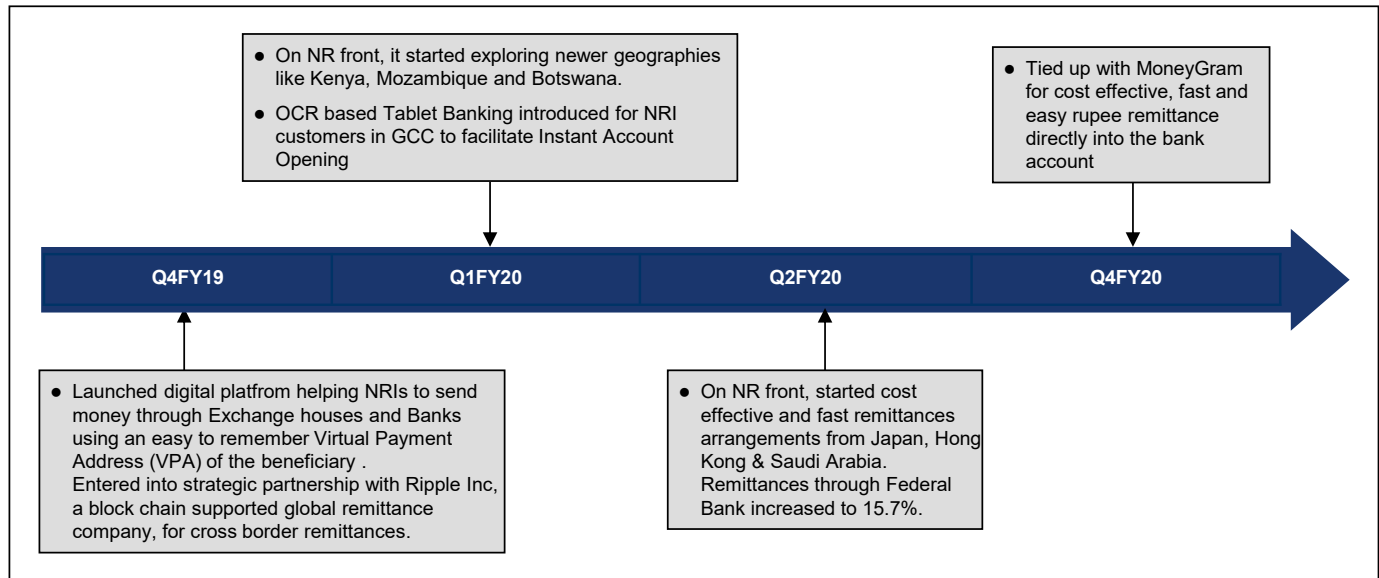 ● On NR front, it started exploring newer geographies
like Kenya, Mozambique and Botswana.
● OCR based Tablet Banking introduced for NRI
customers in GCC to facilitate Instant Account
Opening
● Tied up with MoneyGram
for cost effective, fast and
easy rupee remittance
directly into the bank
account
Q4FY19
Q1FY20
Q2FY20
Q4FY20
● Launched digital platfrom helping NRIs to send
money through Exchange houses and Banks
using an easy to remember Virtual Payment
Address (VPA) of the beneficiary .
Entered into strategic partnership with Ripple Inc,
a block chain supported global remittance
company, for cross border remittances.
● On NR front, started cost
effective and fast remittances
arrangements from Japan, Hong
Kong & Saudi Arabia.
Remittances through Federal
Bank increased to 15.7%.